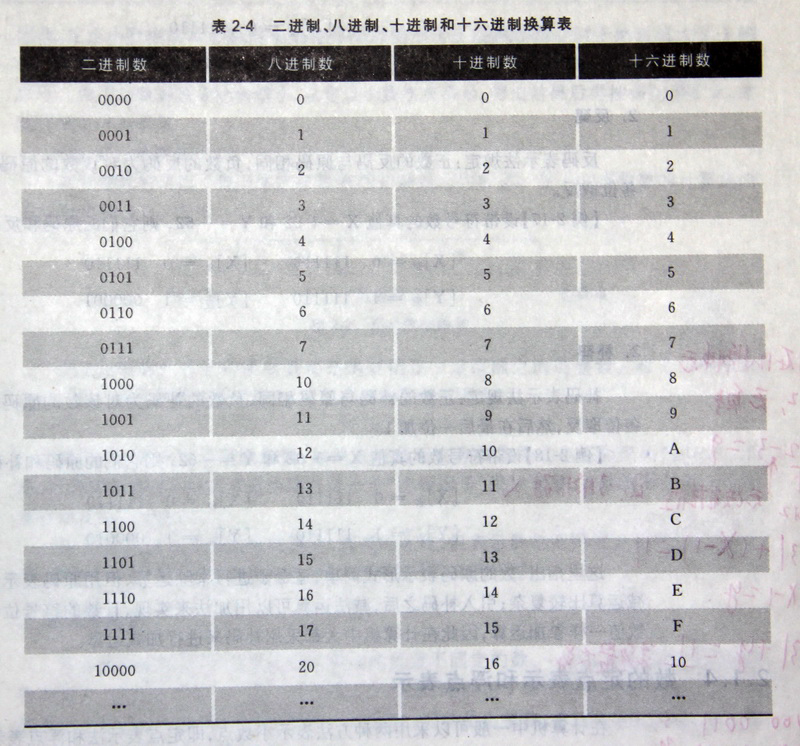 表 2-4 二进制、八进制、十进制和十六进制换算表
二进制数 八进制数 十进制数 十六进制数
0000 0 0 0
0001 1 1 1
0010 2 2 2
0011 3 3 3
0100 4 4 4
0101 5 5 5
0110 6 6 6
0111 7 7 7
1000 10 8 8
1001 11 9 9
1010 12 10 A
1011 13 11 B
1100 14 12 C
1101 15 13 D
1110 16 14 E
1111 17 15 F
10000 20 16 10
… … … …